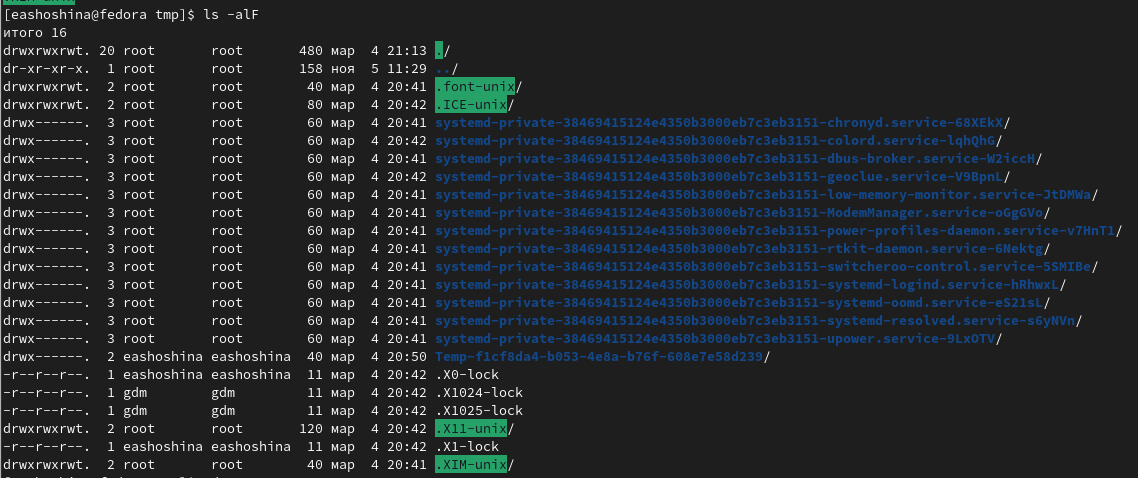 [eashoshina@fedora tmp]$ ls -alF
итого 16
drwxrwxrwt. 20 root       root       480 мар  4 21:13 ./
dr-xr-xr-x.  1 root       root       158 ноя  5 11:29 ../
drwxrwxrwt.  2 root       root        40 мар  4 20:41 .font-unix/
drwxrwxrwt.  2 root       root        80 мар  4 20:42 .ICE-unix/
drwx------.  3 root       root        60 мар  4 20:41 systemd-private-38469415124e4350b3000eb7c3eb3151-chronyd.service-68XEkX/
drwx------.  3 root       root        60 мар  4 20:42 systemd-private-38469415124e4350b3000eb7c3eb3151-colord.service-lqhQhG/
drwx------.  3 root       root        60 мар  4 20:41 systemd-private-38469415124e4350b3000eb7c3eb3151-dbus-broker.service-W2iccH/
drwx------.  3 root       root        60 мар  4 20:42 systemd-private-38469415124e4350b3000eb7c3eb3151-geoclue.service-V9BpnL/
drwx------.  3 root       root        60 мар  4 20:41 systemd-private-38469415124e4350b3000eb7c3eb3151-low-memory-monitor.service-JtDMWa/
drwx------.  3 root       root        60 мар  4 20:41 systemd-private-38469415124e4350b3000eb7c3eb3151-ModemManager.service-oGgGVo/
drwx------.  3 root       root        60 мар  4 20:41 systemd-private-38469415124e4350b3000eb7c3eb3151-power-profiles-daemon.service-v7HnT1/
drwx------.  3 root       root        60 мар  4 20:41 systemd-private-38469415124e4350b3000eb7c3eb3151-rtkit-daemon.service-6Nektg/
drwx------.  3 root       root        60 мар  4 20:41 systemd-private-38469415124e4350b3000eb7c3eb3151-switcheroo-control.service-5SMIBe/
drwx------.  3 root       root        60 мар  4 20:41 systemd-private-38469415124e4350b3000eb7c3eb3151-systemd-logind.service-hRhwxL/
drwx------.  3 root       root        60 мар  4 20:41 systemd-private-38469415124e4350b3000eb7c3eb3151-systemd-oomd.service-eS21sL/
drwx------.  3 root       root        60 мар  4 20:41 systemd-private-38469415124e4350b3000eb7c3eb3151-systemd-resolved.service-s6yNVn/
drwx------.  3 root       root        60 мар  4 20:41 systemd-private-38469415124e4350b3000eb7c3eb3151-upower.service-9LxOTV/
drwx------.  2 eashoshina eashoshina  40 мар  4 20:50 Temp-f1cf8da4-b053-4e8a-b76f-608e7e58d239/
-r--r--r--.  1 eashoshina eashoshina  11 мар  4 20:42 .X0-lock
-r--r--r--.  1 gdm        gdm         11 мар  4 20:42 .X1024-lock
-r--r--r--.  1 gdm        gdm         11 мар  4 20:42 .X1025-lock
drwxrwxrwt.  2 root       root       120 мар  4 20:42 .X11-unix/
-r--r--r--.  1 eashoshina eashoshina  11 мар  4 20:42 .X1-lock
drwxrwxrwt.  2 root       root        40 мар  4 20:41 .XIM-unix/